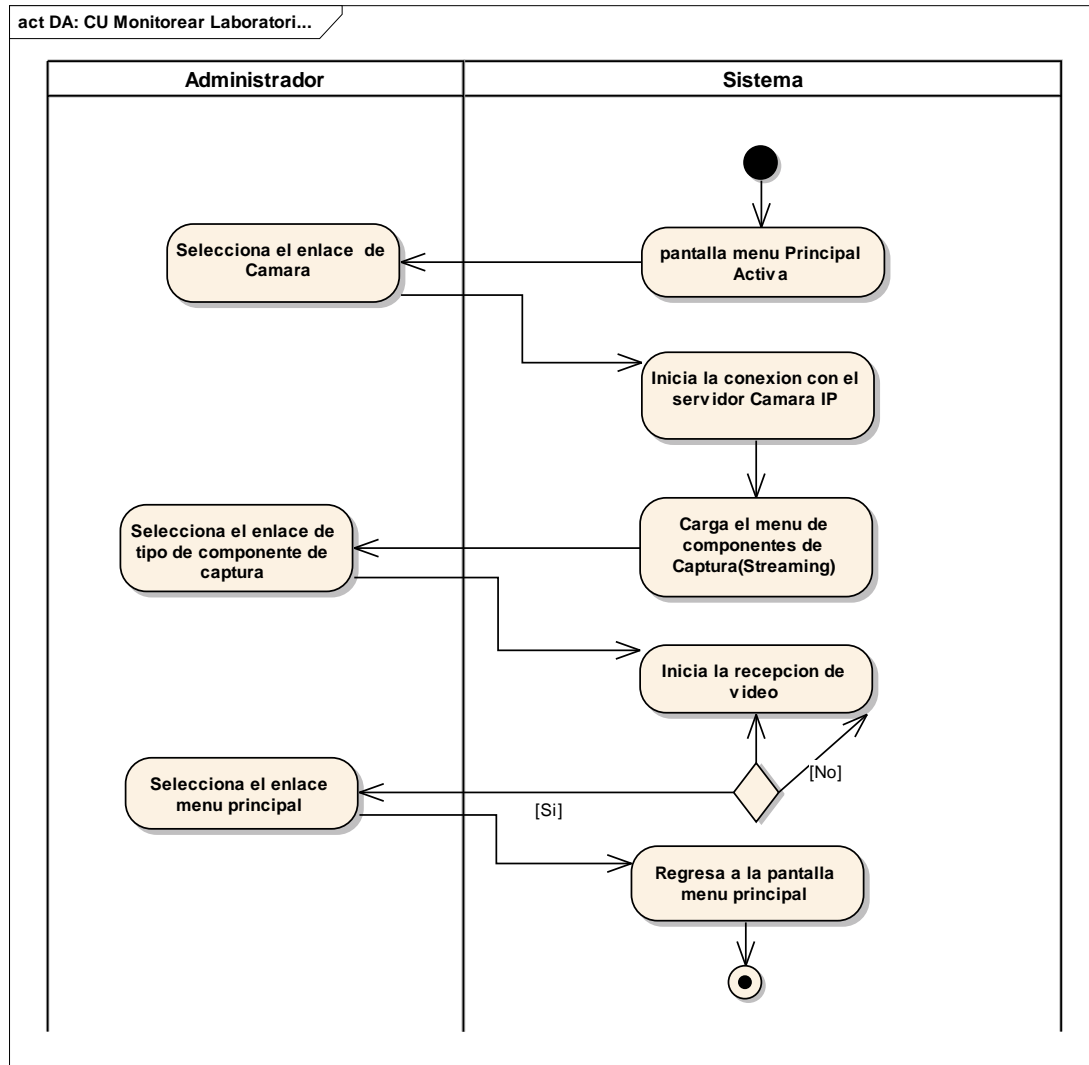 act DA: CU Monitorear Laboratori...
Administrador
Sistema
Selecciona el enlace de
Camara
pantalla menu Principal
Activa
Inicia la conexion con el
servidor Camara IP
Selecciona el enlace de
tipo de componente de
captura
Carga el menu de
componentes de
Captura(Streaming)
Inicia la recepcion de
video
[No]
Selecciona el enlace
menu principal
[Si]
Regresa a la pantalla
menu principal